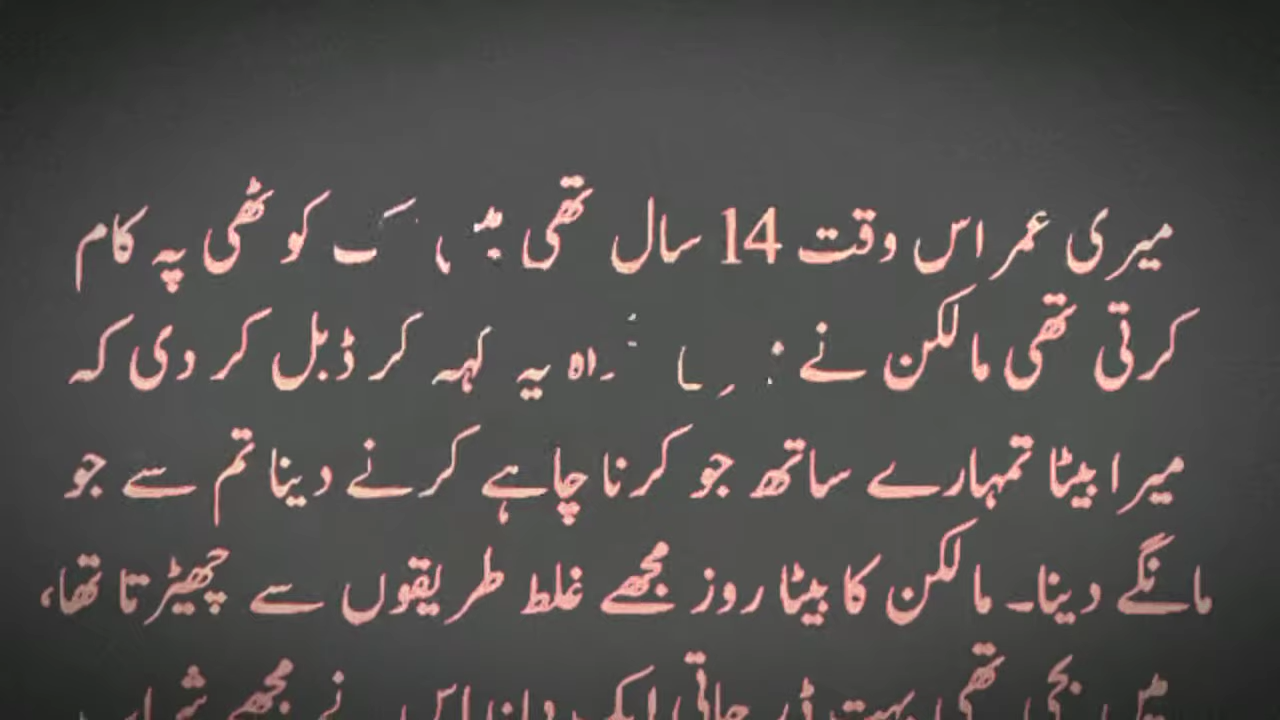 میری عمر اس وقت 14 سال تھی کوٹھی پہ کام
کرتی تھی مالکن نے یہ کہہ کر ڈبل کر دی کہ
میرا بیٹا تمہارے ساتھ جو کرنا چاہے کرنے دینا تم سے جو
مانگے دینا۔ مالکن کا بیٹا روز مجھے غلط طریقوں سے چھیڑتا تھا،
میں بچی تھی بہت ڈر جاتی ایک دن اس نے مجھے